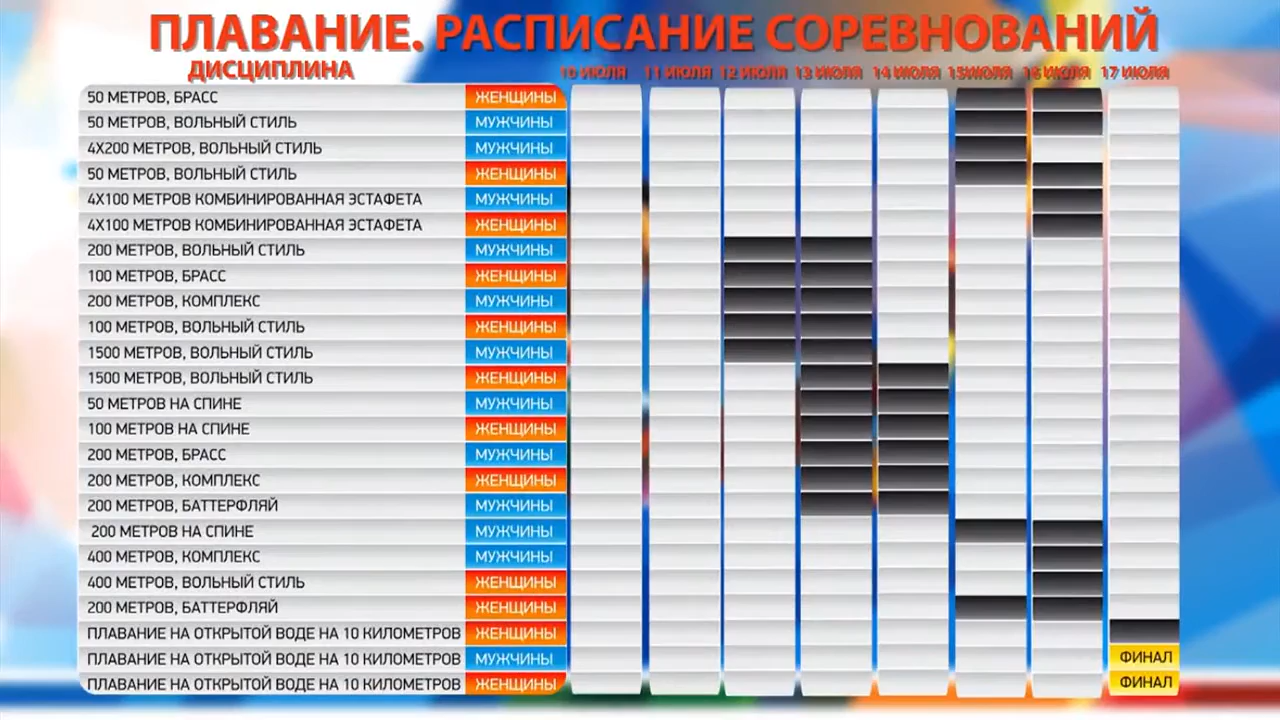 ПЛАВАНИЕ. РАСПИСАНИЕ СОРЕВНОВАНИЙ
ДИСЦИПЛИНА 10 ИЮЛЯ 11 ИЮЛЯ 12 ИЮЛЯ 13 ИЮЛЯ 14 ИЮЛЯ 15ИЮЛЯ 16 ИЮЛЯ 17 ИЮЛЯ
50 МЕТРОВ, БРАСС ЖЕНЩИНЫ
50 МЕТРОВ, ВОЛЬНЫЙ СТИЛЬ МУЖЧИНЫ
4Х200 МЕТРОВ, ВОЛЬНЫЙ СТИЛЬ МУЖЧИНЫ
50 МЕТРОВ, ВОЛЬНЫЙ СТИЛЬ ЖЕНЩИНЫ
4Х100 МЕТРОВ КОМБИНИРОВАННАЯ ЭСТАФЕТА МУЖЧИНЫ
4Х100 МЕТРОВ КОМБИНИРОВАННАЯ ЭСТАФЕТА ЖЕНЩИНЫ
200 МЕТРОВ, ВОЛЬНЫЙ СТИЛЬ МУЖЧИНЫ
100 МЕТРОВ, БРАСС ЖЕНЩИНЫ
200 МЕТРОВ, КОМПЛЕКС МУЖЧИНЫ
100 МЕТРОВ, ВОЛЬНЫЙ СТИЛЬ ЖЕНЩИНЫ
1500 МЕТРОВ, ВОЛЬНЫЙ СТИЛЬ МУЖЧИНЫ
1500 МЕТРОВ, ВОЛЬНЫЙ СТИЛЬ ЖЕНЩИНЫ
50 МЕТРОВ НА СПИНЕ МУЖЧИНЫ
100 МЕТРОВ НА СПИНЕ ЖЕНЩИНЫ
200 МЕТРОВ, БРАСС МУЖЧИНЫ
200 МЕТРОВ, КОМПЛЕКС ЖЕНЩИНЫ
200 МЕТРОВ, БАТТЕРФЛЯЙ МУЖЧИНЫ
200 МЕТРОВ НА СПИНЕ МУЖЧИНЫ
400 МЕТРОВ, КОМПЛЕКС МУЖЧИНЫ
400 МЕТРОВ, ВОЛЬНЫЙ СТИЛЬ ЖЕНЩИНЫ
200 МЕТРОВ, БАТТЕРФЛЯЙ ЖЕНЩИНЫ
ПЛАВАНИЕ НА ОТКРЫТОЙ ВОДЕ НА 10 КИЛОМЕТРОВ ЖЕНЩИНЫ
ПЛАВАНИЕ НА ОТКРЫТОЙ ВОДЕ НА 10 КИЛОМЕТРОВ МУЖЧИНЫ ФИНАЛ
ПЛАВАНИЕ НА ОТКРЫТОЙ ВОДЕ НА 10 КИЛОМЕТРОВ ЖЕНЩИНЫ ФИНАЛ